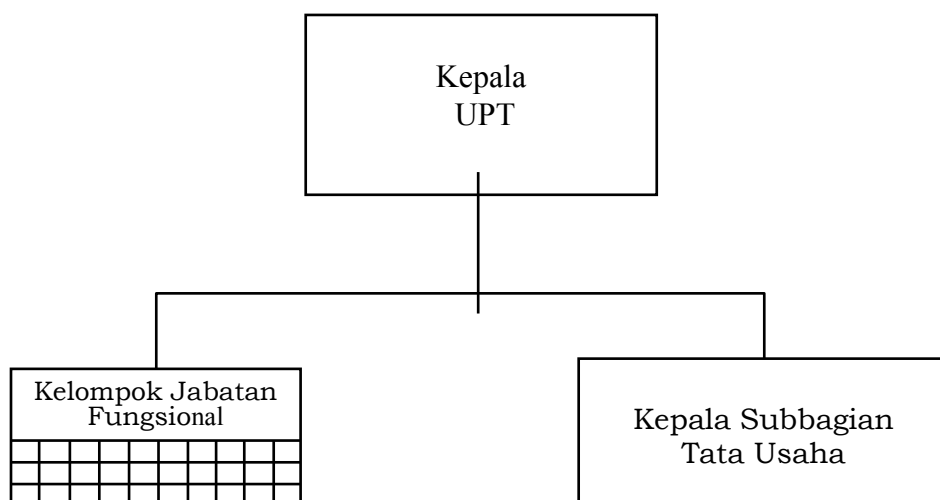 Kepala
UPT
Kelompok Jabatan
Fungsional
Kepala Subbagian
Tata Usaha